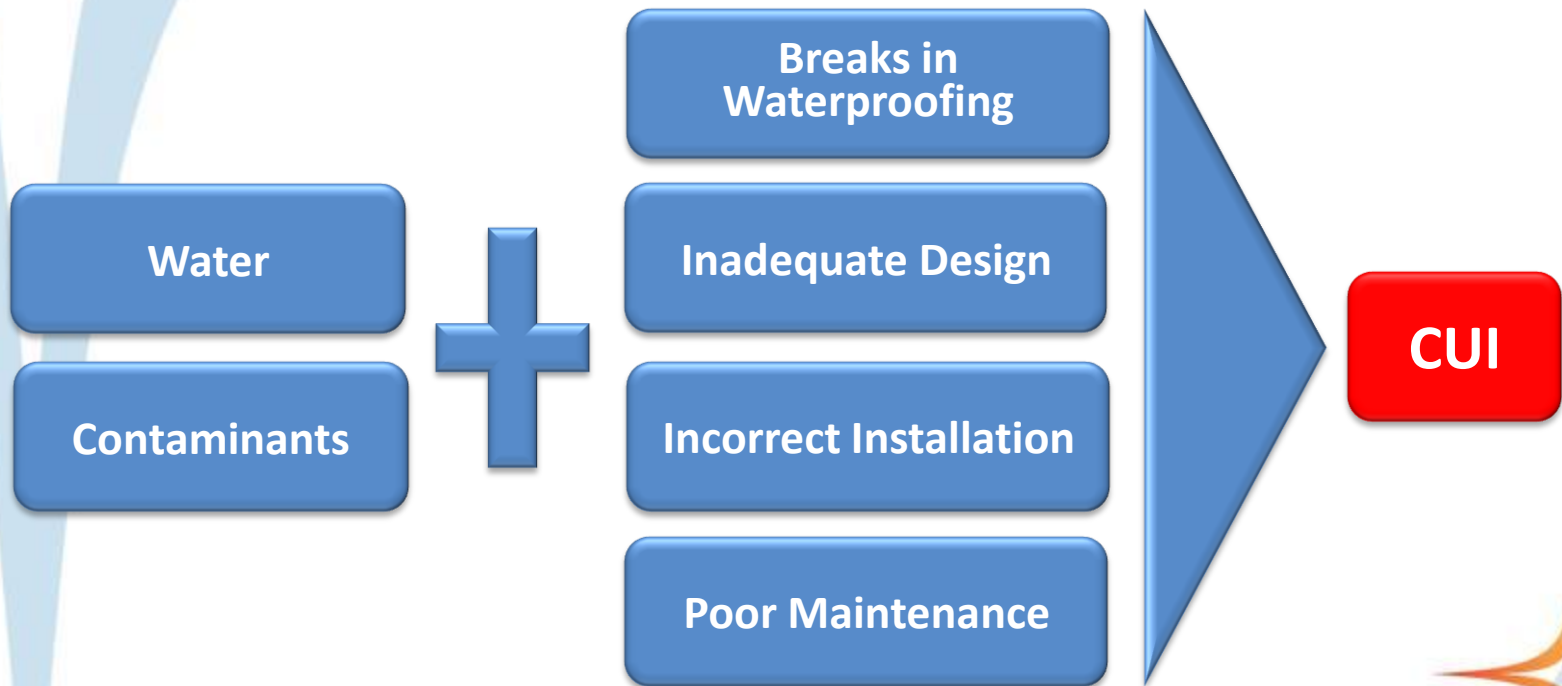 Water
Contaminants
Breaks in
Waterproofing
Inadequate Design
Incorrect Installation
Poor Maintenance
CUI